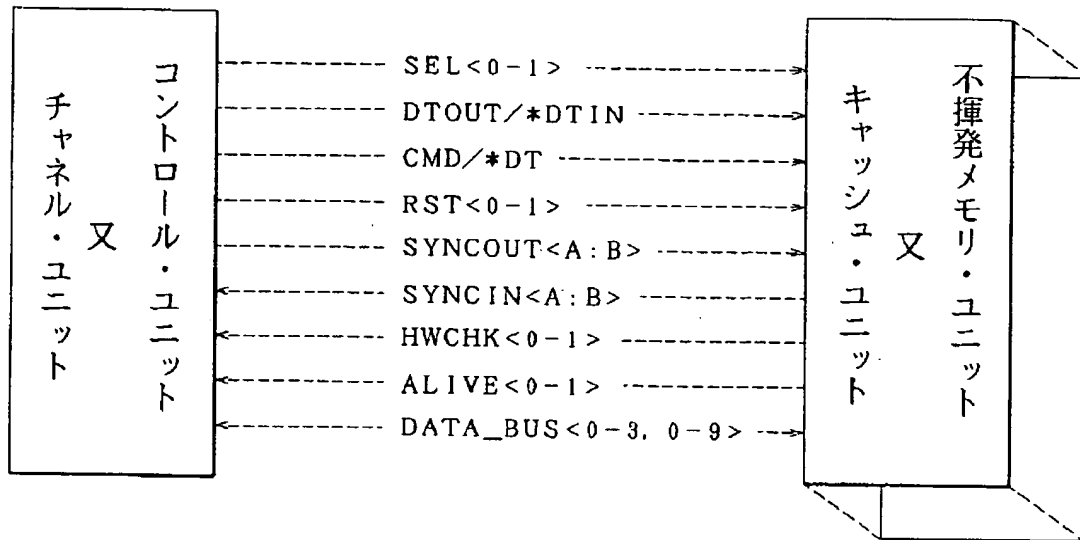 コントロール・ユニット
又
チャネル・ユニット
SEL<0-1>
DTOUT/*DTIN
CMD/*DT
RST<0-1>
SYNCOUT<A:B>
SYNCIN<A:B>
HWCHK<0-1>
ALIVE<0-1>
DATA_BUS<0-3, 0-9>
不揮発メモリ・ユニット
又
キャッシュ・ユニット